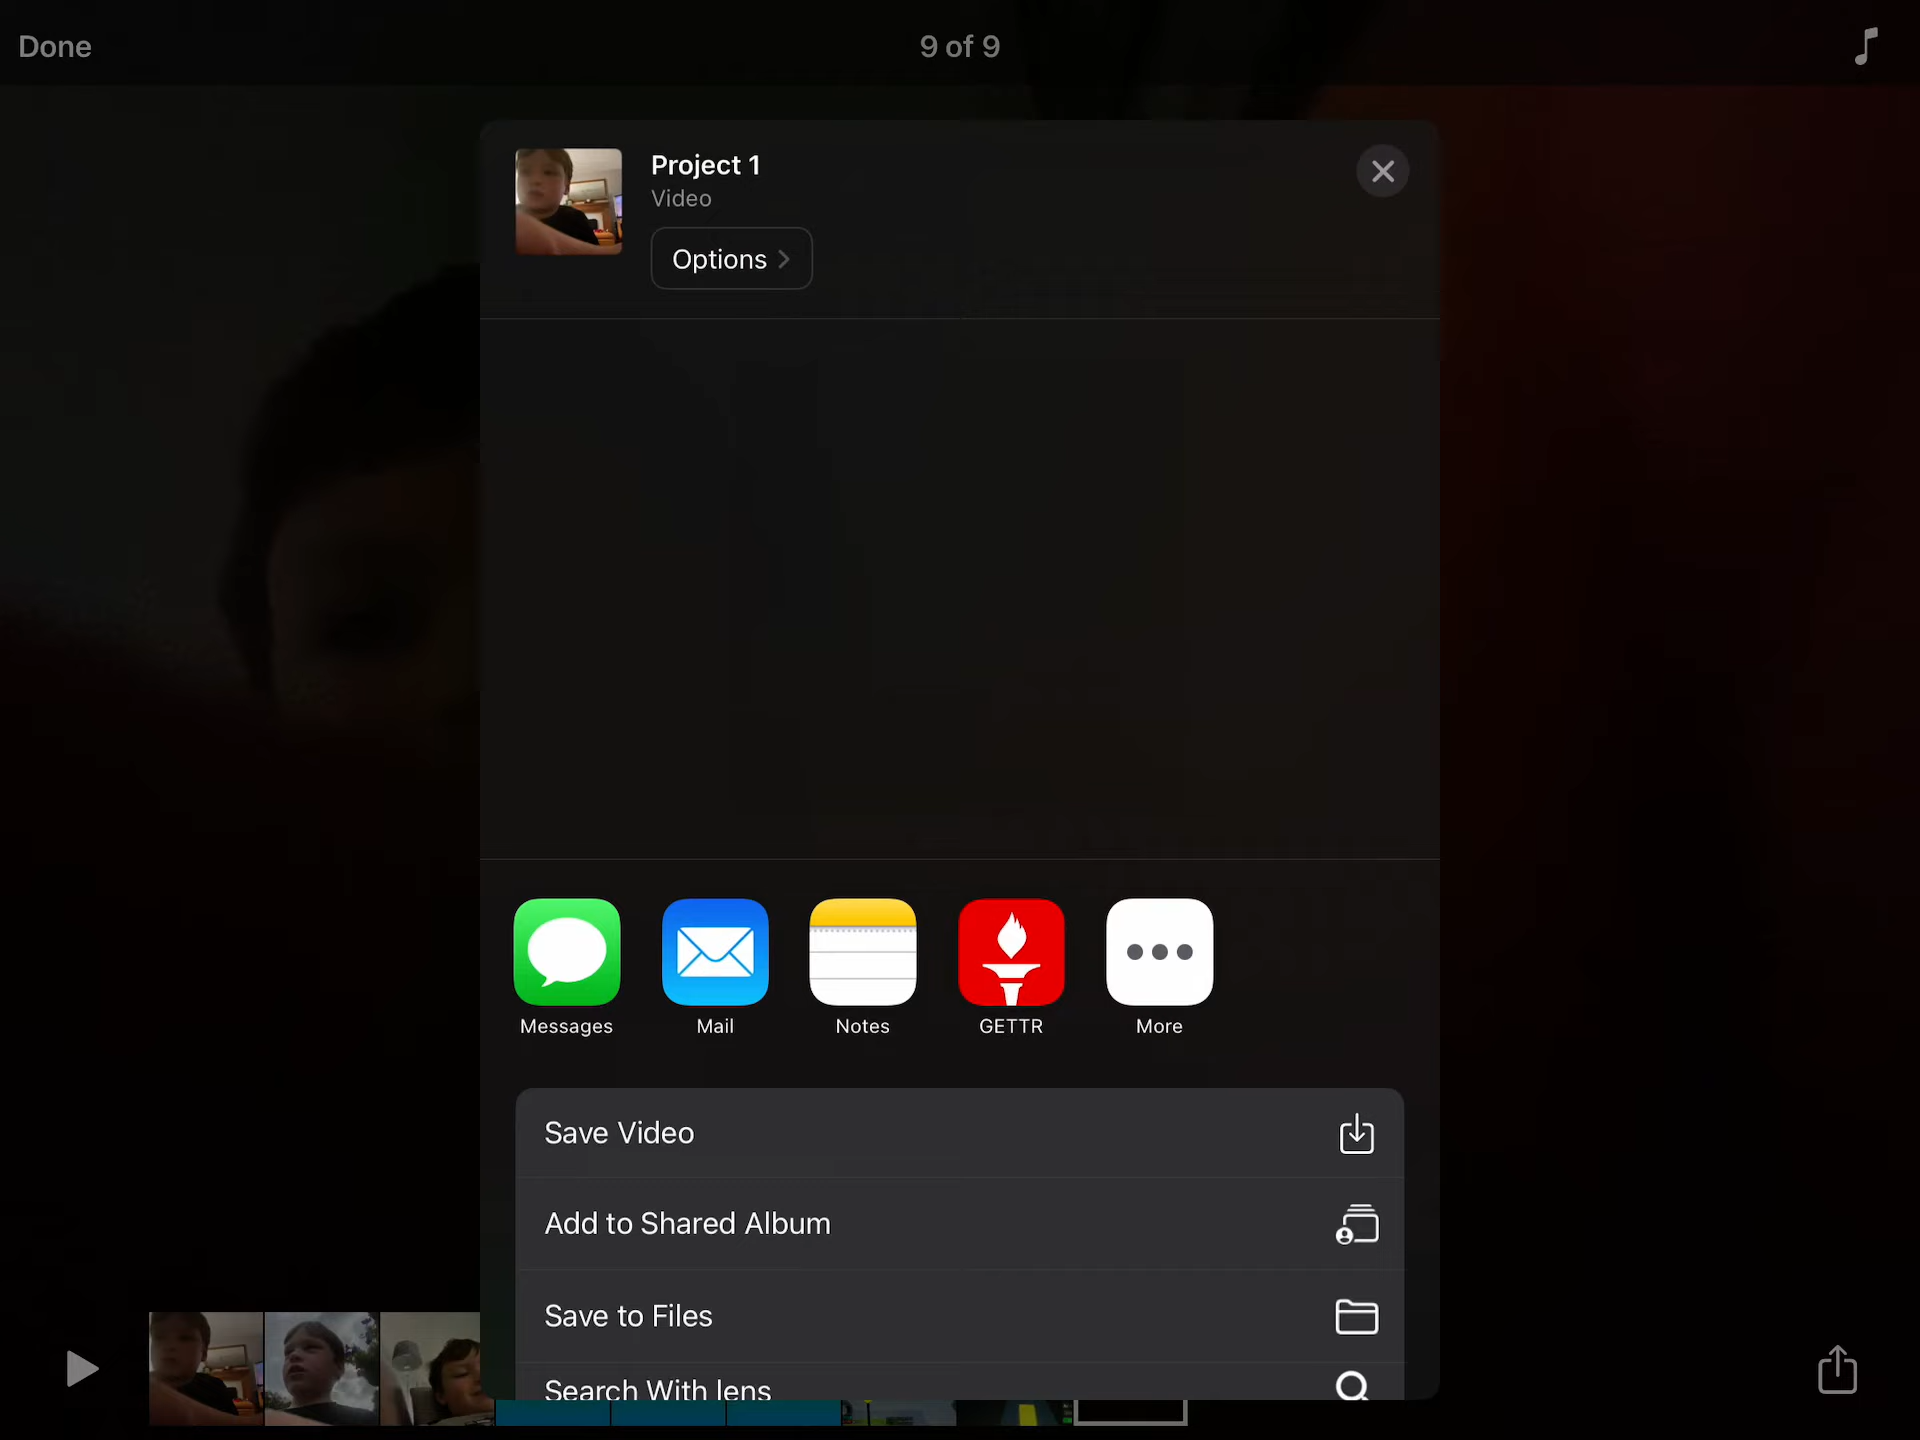 Done
9 of 9
Project 1
Video
Options
Messages
Mail
Notes
GETTR
More
Save Video
Add to Shared Album
Save to Files
Search With lens